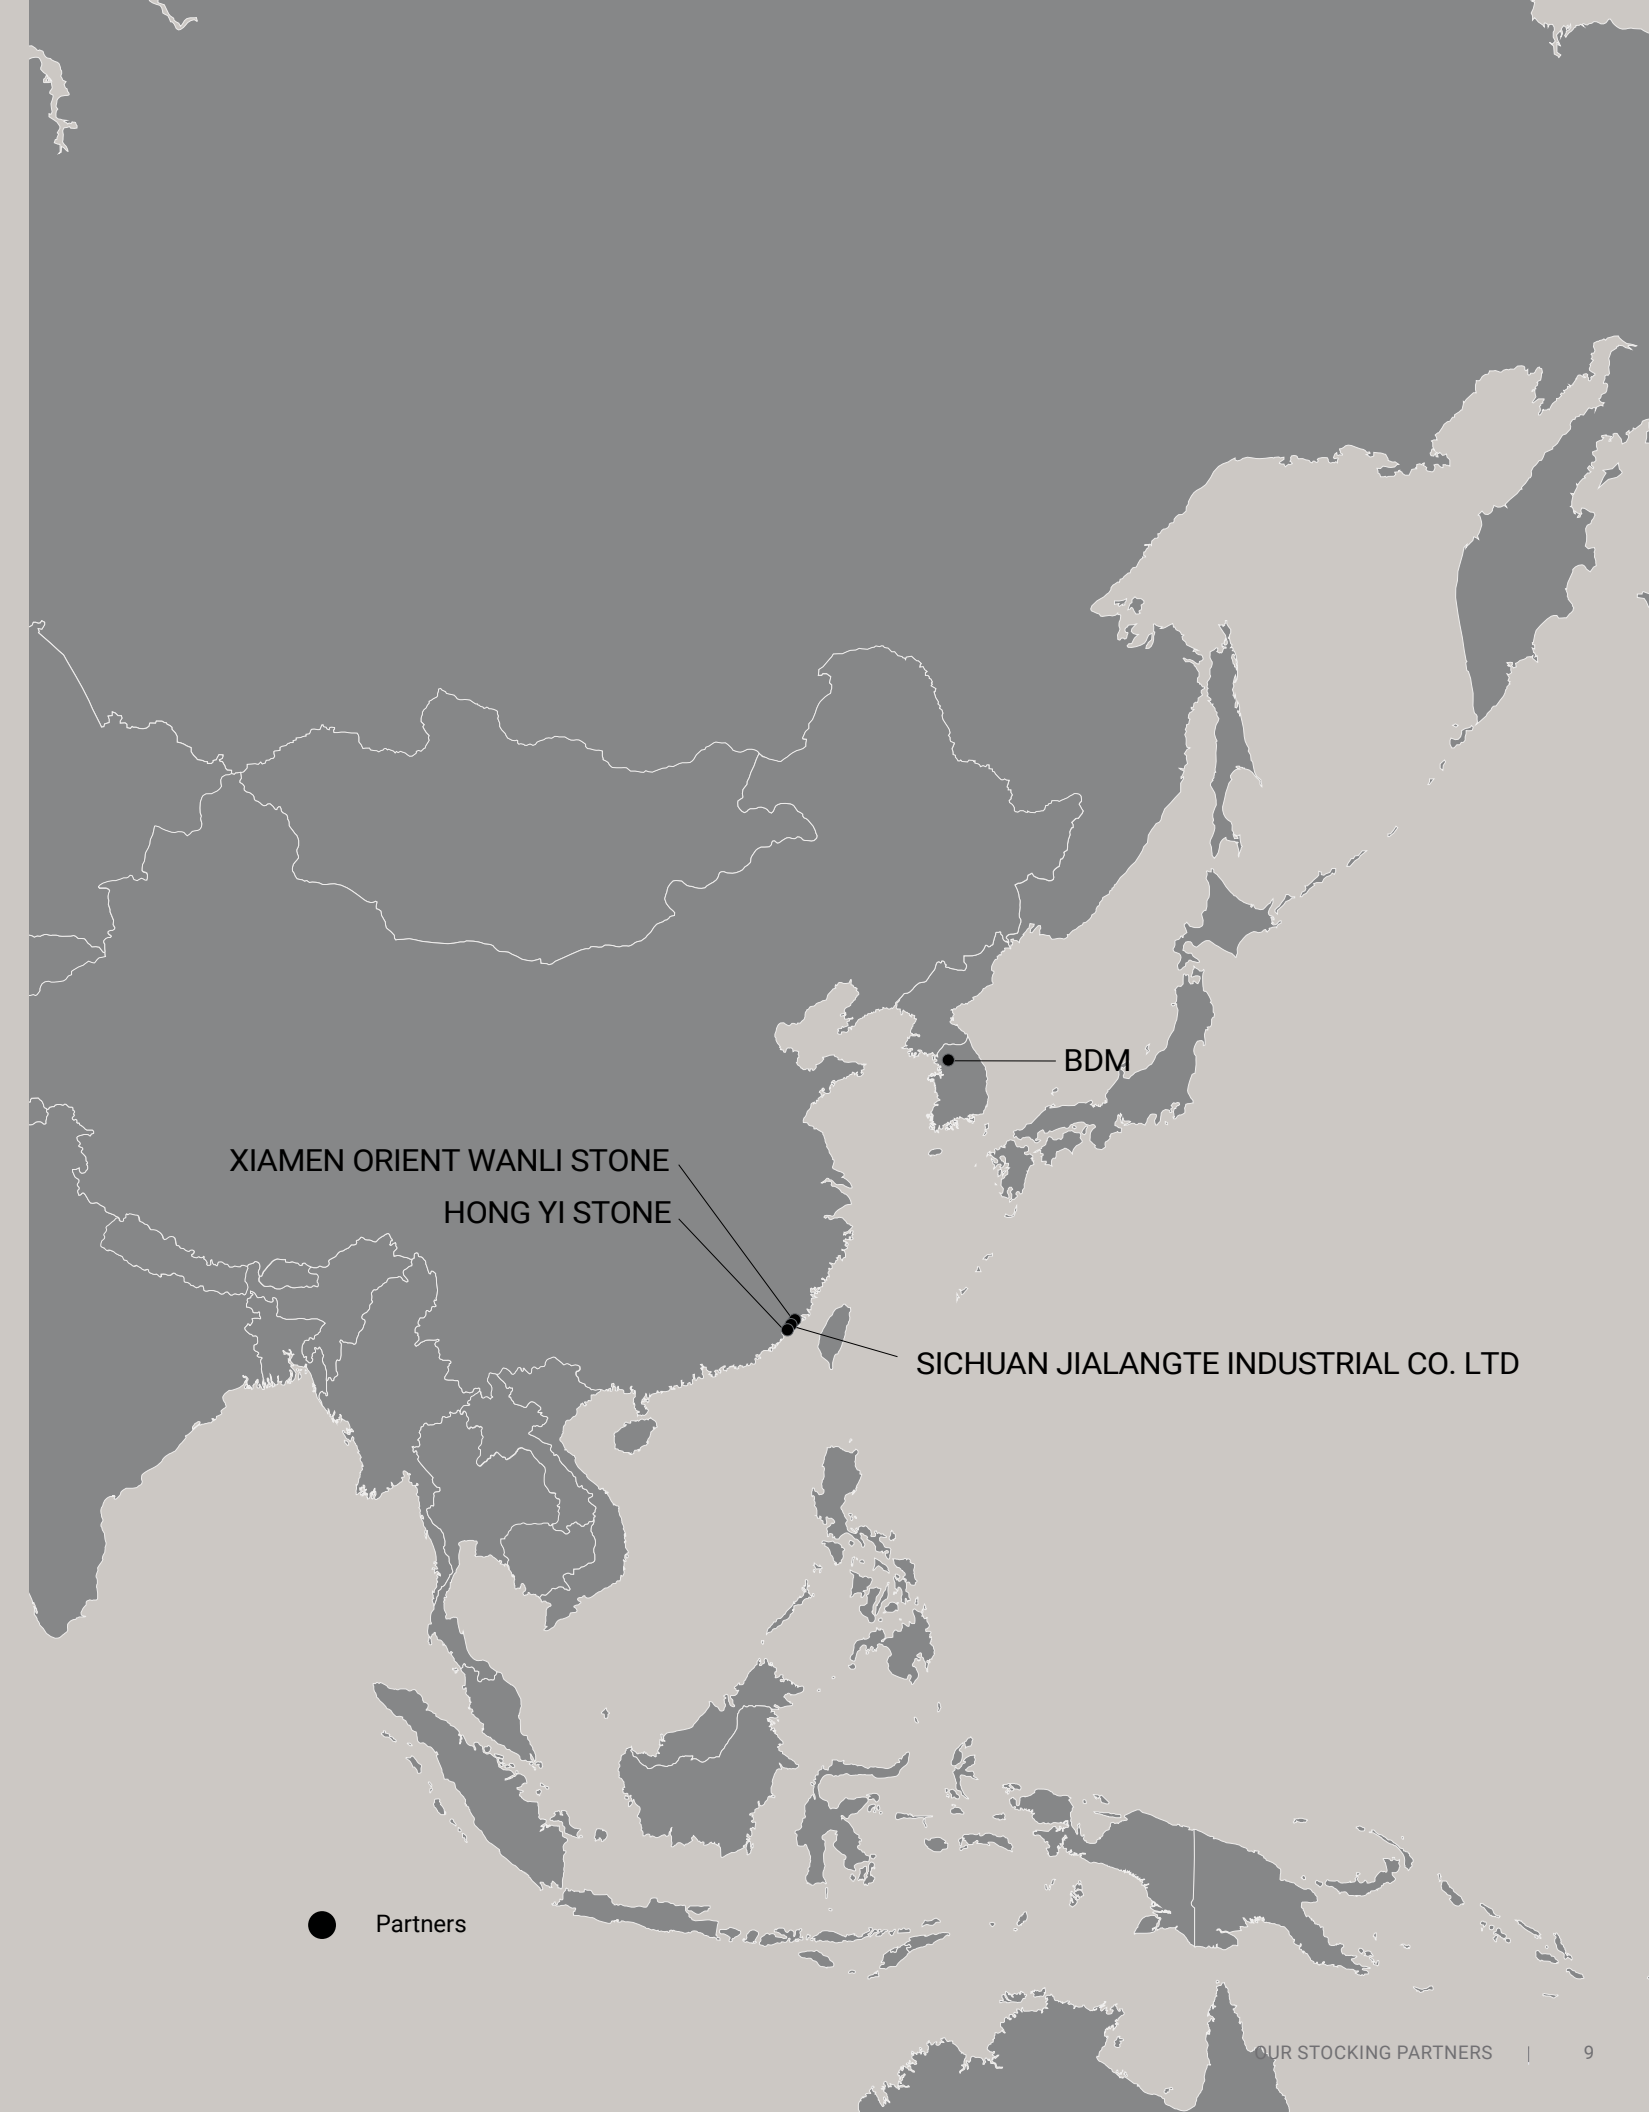 BDM
XIAMEN ORIENT WANLI STONE
HONG YI STONE
SICHUAN JIALANGTE INDUSTRIAL CO. LTD
Partners
OUR STOCKING PARTNERS | 9